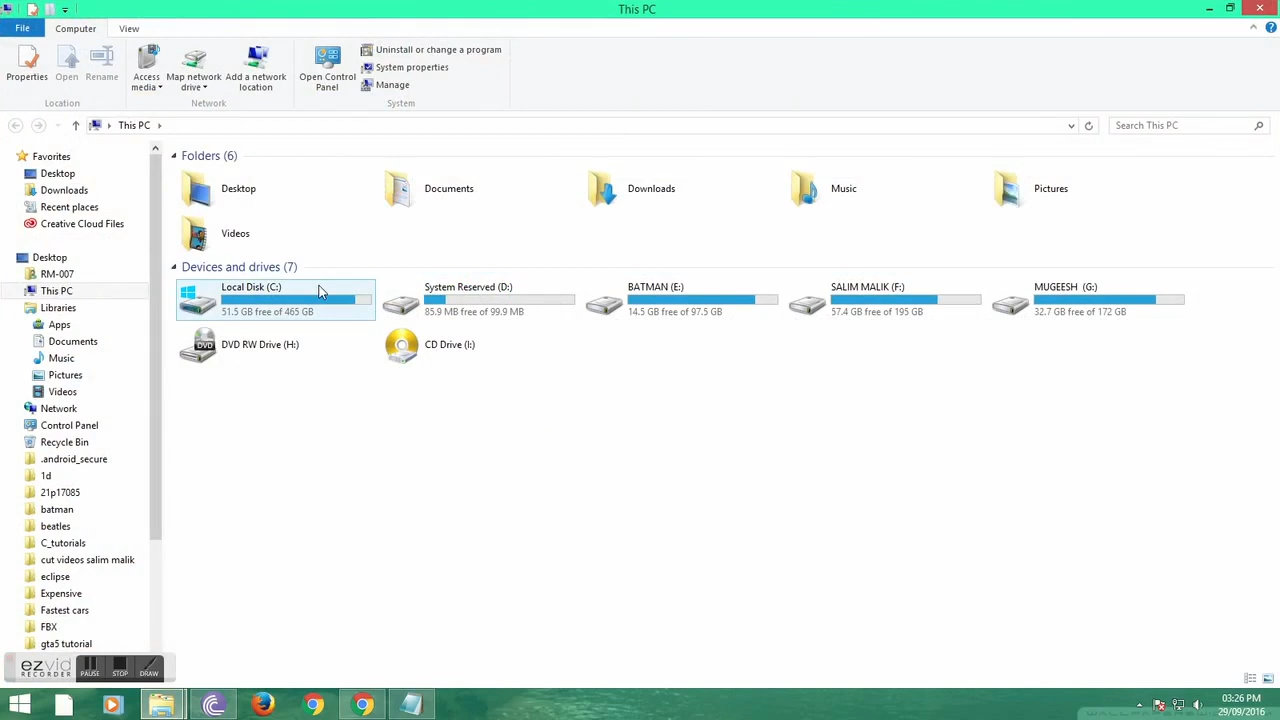 This PC
File Computer View
Properties Open Rename Access media Map network drive Add a network location Open Control Panel Uninstall or change a program
System properties
Manage
Location Network System
This PC Search This PC
Favorites
Desktop
Downloads
Recent places
Creative Cloud Files
Desktop
RM-007
This PC
Libraries
Apps
Documents
Music
Pictures
Videos
Network
Control Panel
Recycle Bin
.android_secure
1d
21p17085
batman
beatles
C_tutorials
cut videos salim malik
eclipse
Expensive
Fastest cars
FBX
gta5 tutorial
Folders (6)
Desktop Documents Downloads Music Pictures
Videos
Devices and drives (7)
Local Disk (C:) System Reserved (D:) BATMAN (E:) SALIM MALIK (F:) MUGEESH (G:)
51.5 GB free of 465 GB 85.9 MB free of 99.9 MB 14.5 GB free of 97.5 GB 57.4 GB free of 195 GB 32.7 GB free of 172 GB
DVD RW Drive (H:) CD Drive (I:)
DVD
ezvid
RECORDER PAUSE STOP DRAW
03:26 PM
29/09/2016